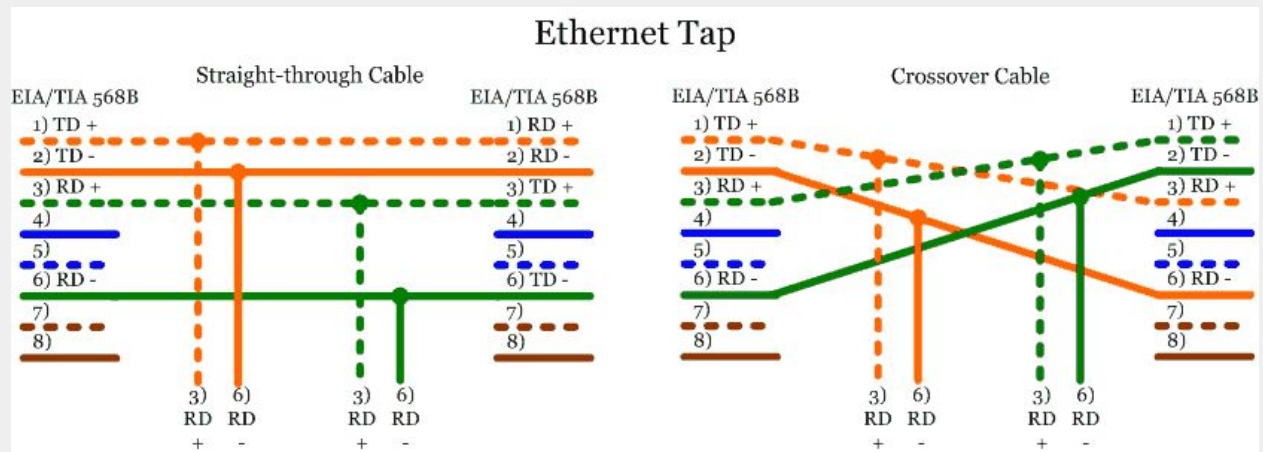 Ethernet Tap
Straight-through Cable
EIA/TIA 568B
1) TD +
2) TD -
3) RD +
4)
5)
6) RD -
7)
8)
EIA/TIA 568B
1) RD +
2) RD -
3) TD +
4)
5)
6) TD -
7)
8)
3)
RD
+
6)
RD
-
3)
RD
+
6)
RD
-
Crossover Cable
EIA/TIA 568B
1) TD +
2) TD -
3) RD +
4)
5)
6) RD -
7)
8)
EIA/TIA 568B
1) TD +
2) TD -
3) RD +
4)
5)
6) RD -
7)
8)
3)
RD
+
6)
RD
-
3)
RD
+
6)
RD
-